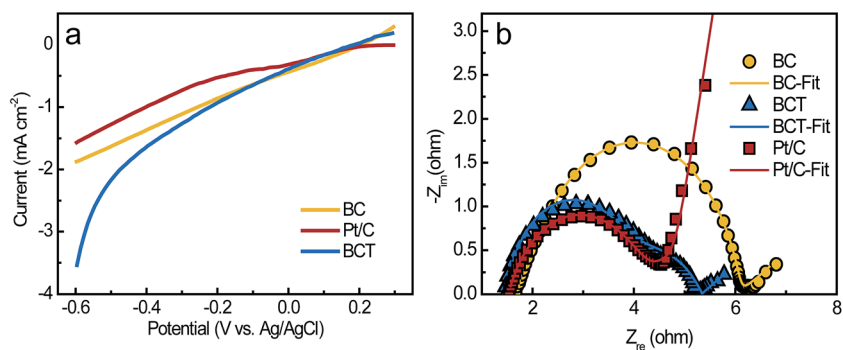 a
0
-1
-2
-3
-4
Current (mA cm⁻²)
BC
Pt/C
BCT
-0.6
-0.4
-0.2
0.0
0.2
Potential (V vs. Ag/AgCl)
b
3.0
2.5
2.0
1.5
1.0
0.5
0.0
-Zim(ohm)
BC
BC-Fit
BCT
BCT-Fit
Pt/C
Pt/C-Fit
2
4
6
8
Zre (ohm)